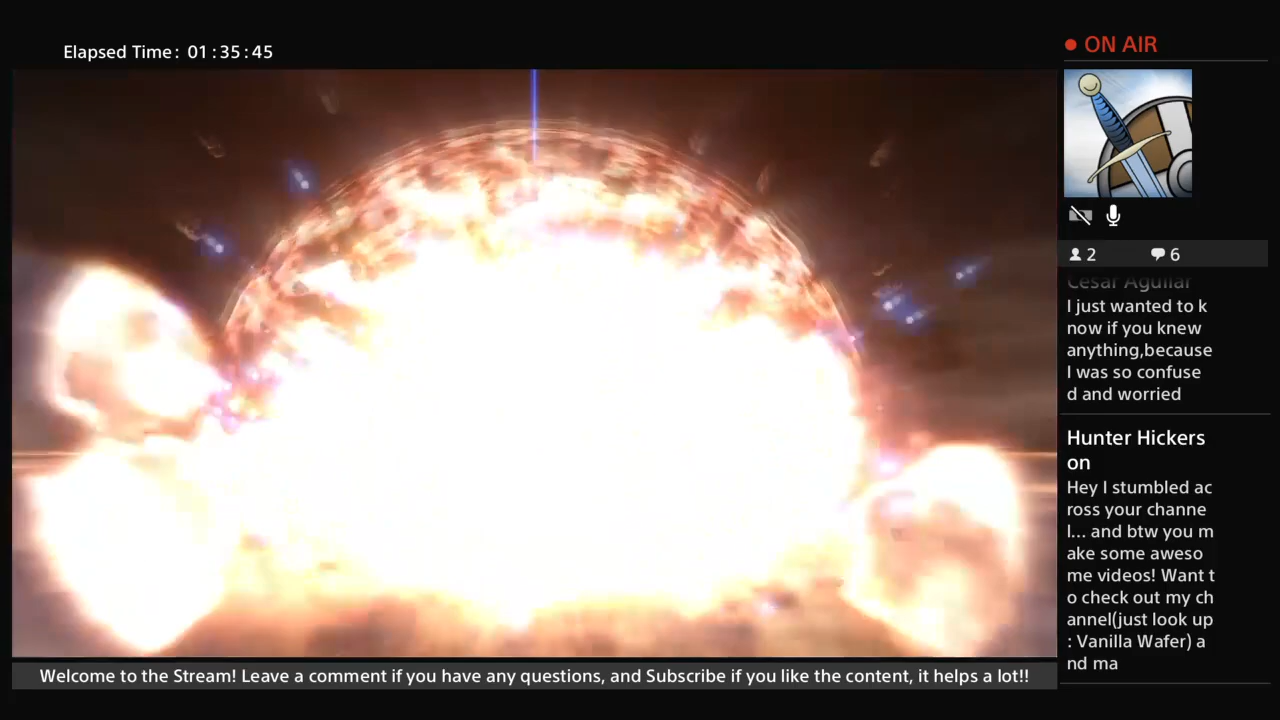 Elapsed Time: 01:35:45
ON AIR
2 6
Cesar Aguilar
I just wanted to k
now if you knew
anything,because
I was so confuse
d and worried
Hunter Hickers
on
Hey I stumbled ac
ross your channe
l... and btw you m
ake some aweso
me videos! Want t
o check out my ch
annel(just look up
: Vanilla Wafer) a
nd ma
Welcome to the Stream! Leave a comment if you have any questions, and Subscribe if you like the content, it helps a lot!!